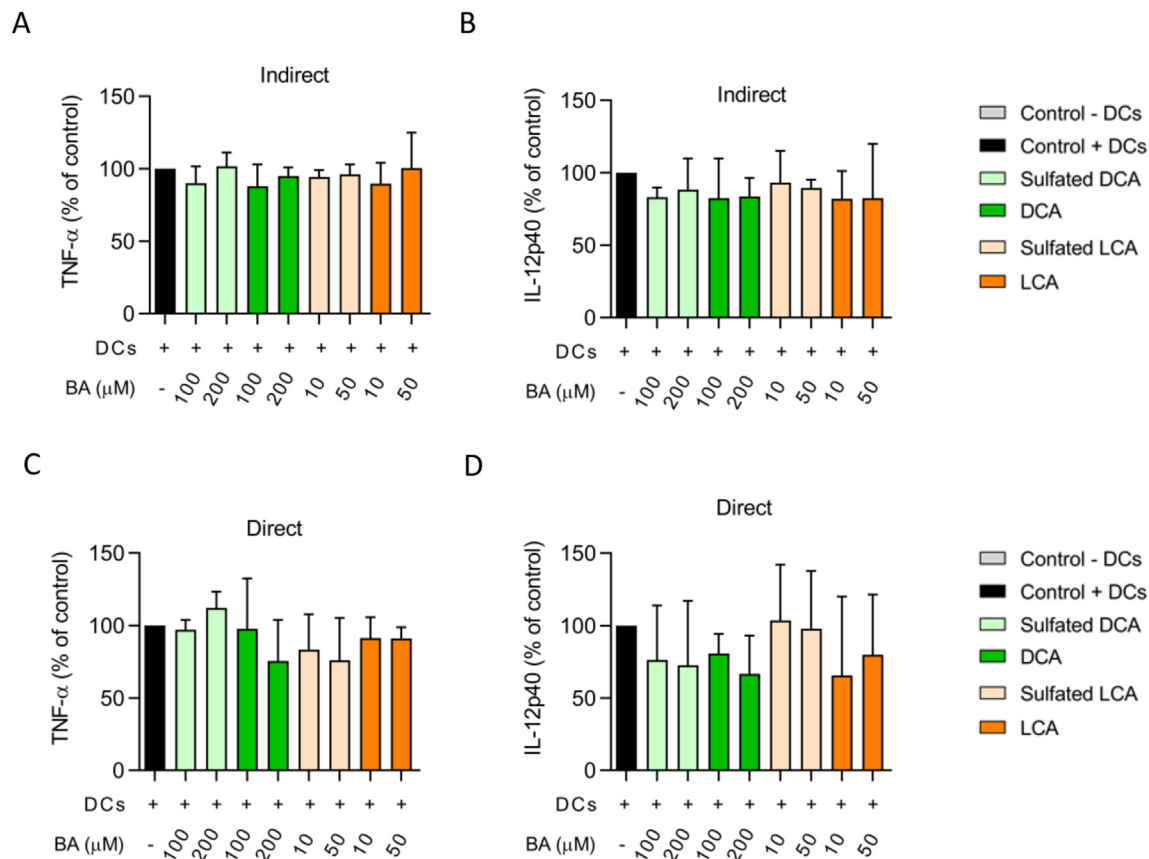 A
Indirect
TNF-α (% of control)
150
100
50
0
DCs + + + + + + + + +
BA (μM) - 100 200 100 200 10 50 10 50
B
Indirect
IL-12p40 (% of control)
150
100
50
0
DCs + + + + + + + + +
BA (μM) - 100 200 100 200 10 50 10 50
Control - DCs
Control + DCs
Sulfated DCA
DCA
Sulfated LCA
LCA
C
Direct
TNF-α (% of control)
150
100
50
0
DCs + + + + + + + + +
BA (μM) - 100 200 100 200 10 50 10 50
D
Direct
IL-12p40 (% of control)
150
100
50
0
DCs + + + + + + + + +
BA (μM) - 100 200 100 200 10 50 10 50
Control - DCs
Control + DCs
Sulfated DCA
DCA
Sulfated LCA
LCA